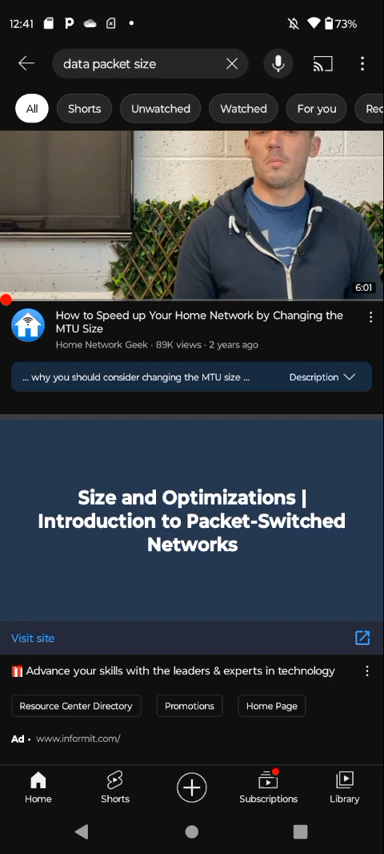 12:41
73%
data packet size
All
Shorts
Unwatched
Watched
For you
Rec
6:01
How to Speed up Your Home Network by Changing the
MTU Size
Home Network Geek · 89K views · 2 years ago
... why you should consider changing the MTU size ...
Description
Size and Optimizations |
Introduction to Packet-Switched
Networks
Visit site
Advance your skills with the leaders & experts in technology
Resource Center Directory
Promotions
Home Page
Ad · www.informit.com/
Home
Shorts
Subscriptions
Library